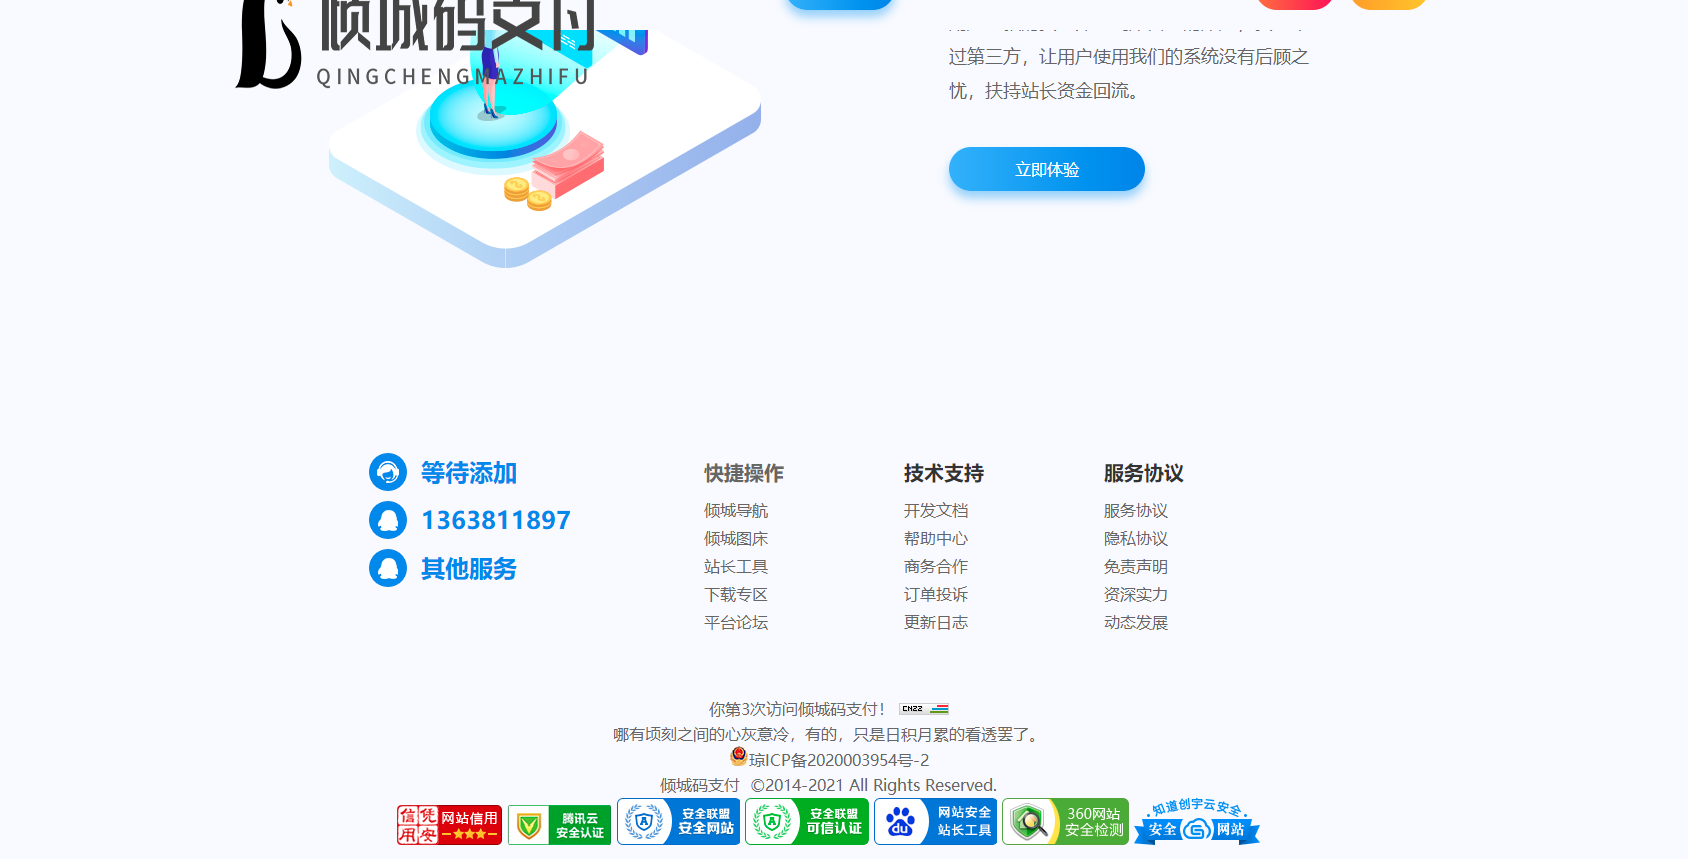 倾城码支付
QINGCHENGMAZHIFU
过第三方，让用户使用我们的系统没有后顾之
忧，扶持站长资金回流。
立即体验
等待添加
1363811897
其他服务
快捷操作
倾城导航
倾城图床
站长工具
下载专区
平台论坛
技术支持
开发文档
帮助中心
商务合作
订单投诉
更新日志
服务协议
服务协议
隐私协议
免责声明
资深实力
动态发展
你第3次访问倾城码支付！ CNZZ
哪有顷刻之间的心灰意冷，有的，只是日积月累的看透罢了。
琼ICP备2020003954号-2
倾城码支付 ©2014-2021 All Rights Reserved.
信凭用安 网站信用
腾讯云
安全认证
安全联盟
安全网站
安全联盟
可信认证
du 网站安全
站长工具
360网站
安全检测
知道创宇云安全
安全 网站